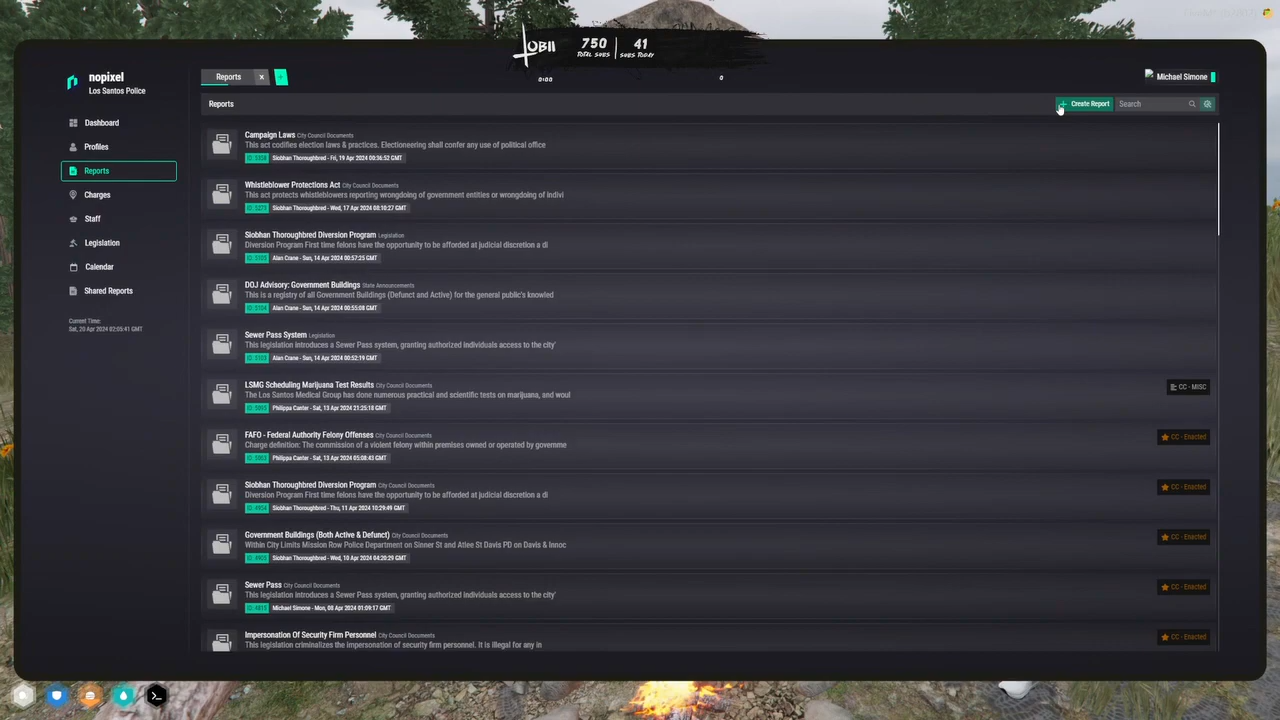 TOBII
750
TOTAL SUBS
41
SUBS TODAY
0:00
0
nopixel
Los Santos Police
Reports
x
+
Michael Simone
Dashboard
Profiles
Reports
Charges
Staff
Legislation
Calendar
Shared Reports
Current Time:
Sat, 20 Apr 2024 02:05:41 GMT
Reports
Create Report
Search
Campaign Laws City Council Documents
This act codifies election laws & practices. Electioneering shall confer any use of political office
Siobhan Thoroughbred - Fri, 19 Apr 2024 00:36:52 GMT
Whistleblower Protections Act City Council Documents
This act protects whistleblowers reporting wrongdoing of government entities or wrongdoing of indivi
Siobhan Thoroughbred - Wed, 17 Apr 2024 08:10:27 GMT
Siobhan Thoroughbred Diversion Program Legislation
Diversion Program First time felons have the opportunity to be afforded at judicial discretion a di
Alan Crane - Sun, 14 Apr 2024 00:57:25 GMT
DOJ Advisory: Government Buildings State Announcements
This is a registry of all Government Buildings (Defunct and Active) for the general public's knowled
ID: 5104 Alan Crane - Sun, 14 Apr 2024 00:55:08 GMT
Sewer Pass System Legislation
This legislation introduces a Sewer Pass system, granting authorized individuals access to the city'
ID: 5103 Alan Crane - Sun, 14 Apr 2024 00:52:19 GMT
LSMG Scheduling Marijuana Test Results City Council Documents
The Los Santos Medical Group has done numerous practical and scientific tests on marijuana, and woul
Philippa Canter - Sat, 13 Apr 2024 21:25:18 GMT
CC - MISC
FAFO - Federal Authority Felony Offenses City Council Documents
Charge definition: The commission of a violent felony within premises owned or operated by governme
Philippa Canter - Sat, 13 Apr 2024 05:08:43 GMT
CC - Enacted
Siobhan Thoroughbred Diversion Program City Council Documents
Diversion Program First time felons have the opportunity to be afforded at judicial discretion a di
Siobhan Thoroughbred - Thu, 11 Apr 2024 10:29:49 GMT
CC - Enacted
Government Buildings (Both Active & Defunct) City Council Documents
Within City Limits Mission Row Police Department on Sinner St and Atlee St Davis PD on Davis & Innoc
Siobhan Thoroughbred - Wed, 10 Apr 2024 04:20:29 GMT
CC - Enacted
Sewer Pass City Council Documents
This legislation introduces a Sewer Pass system, granting authorized individuals access to the city'
ID: 4815 Michael Simone - Mon, 08 Apr 2024 01:09:17 GMT
CC - Enacted
Impersonation Of Security Firm Personnel City Council Documents
This legislation criminalizes the impersonation of security firm personnel. It is illegal for any in
CC - Enacted